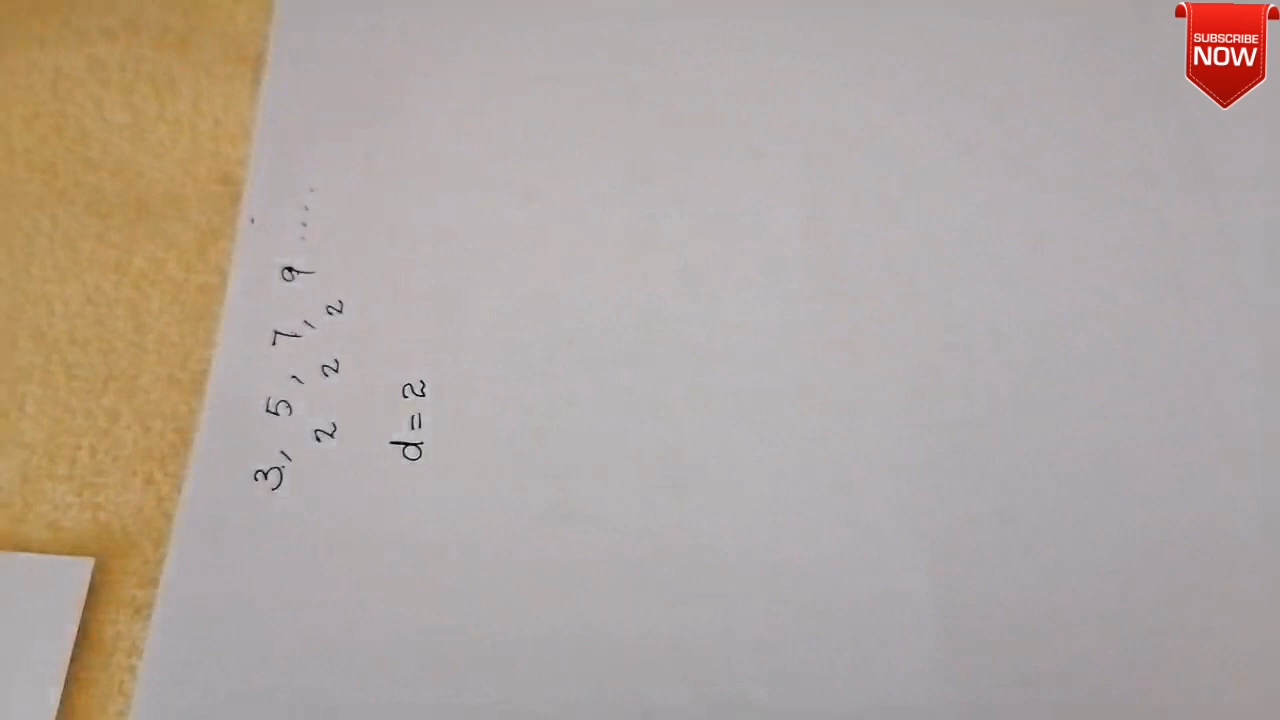 3, 5, 7, 9 ....
2 2 2
d = 2
SUBSCRIBE
NOW